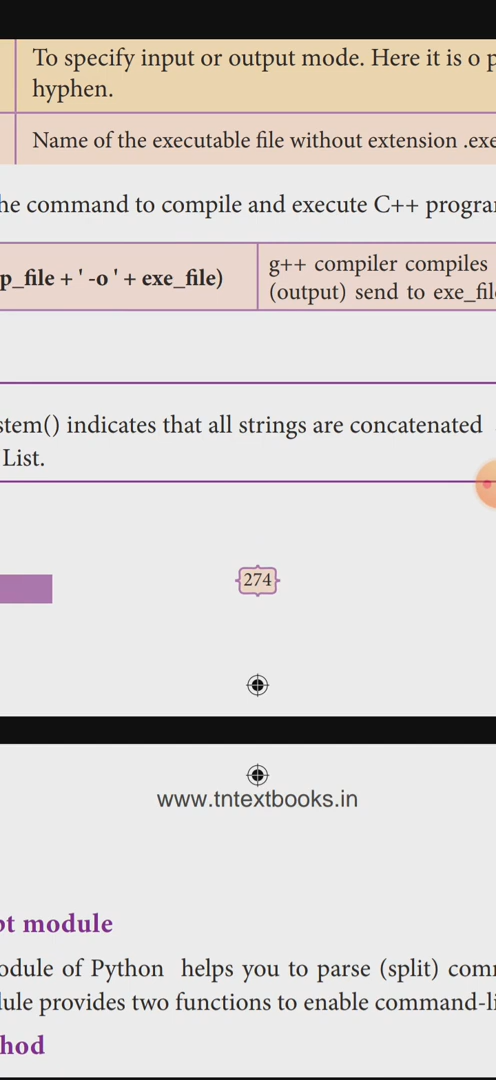 To specify input or output mode. Here it is o p
hyphen.
Name of the executable file without extension .exe
he command to compile and execute C++ progra
p_file + ' -o ' + exe_file)
g++ compiler compiles
(output) send to exe_fil
stem() indicates that all strings are concatenated
List.
274
www.tntextbooks.in
pt module
odule of Python helps you to parse (split) com
dule provides two functions to enable command-li
hod